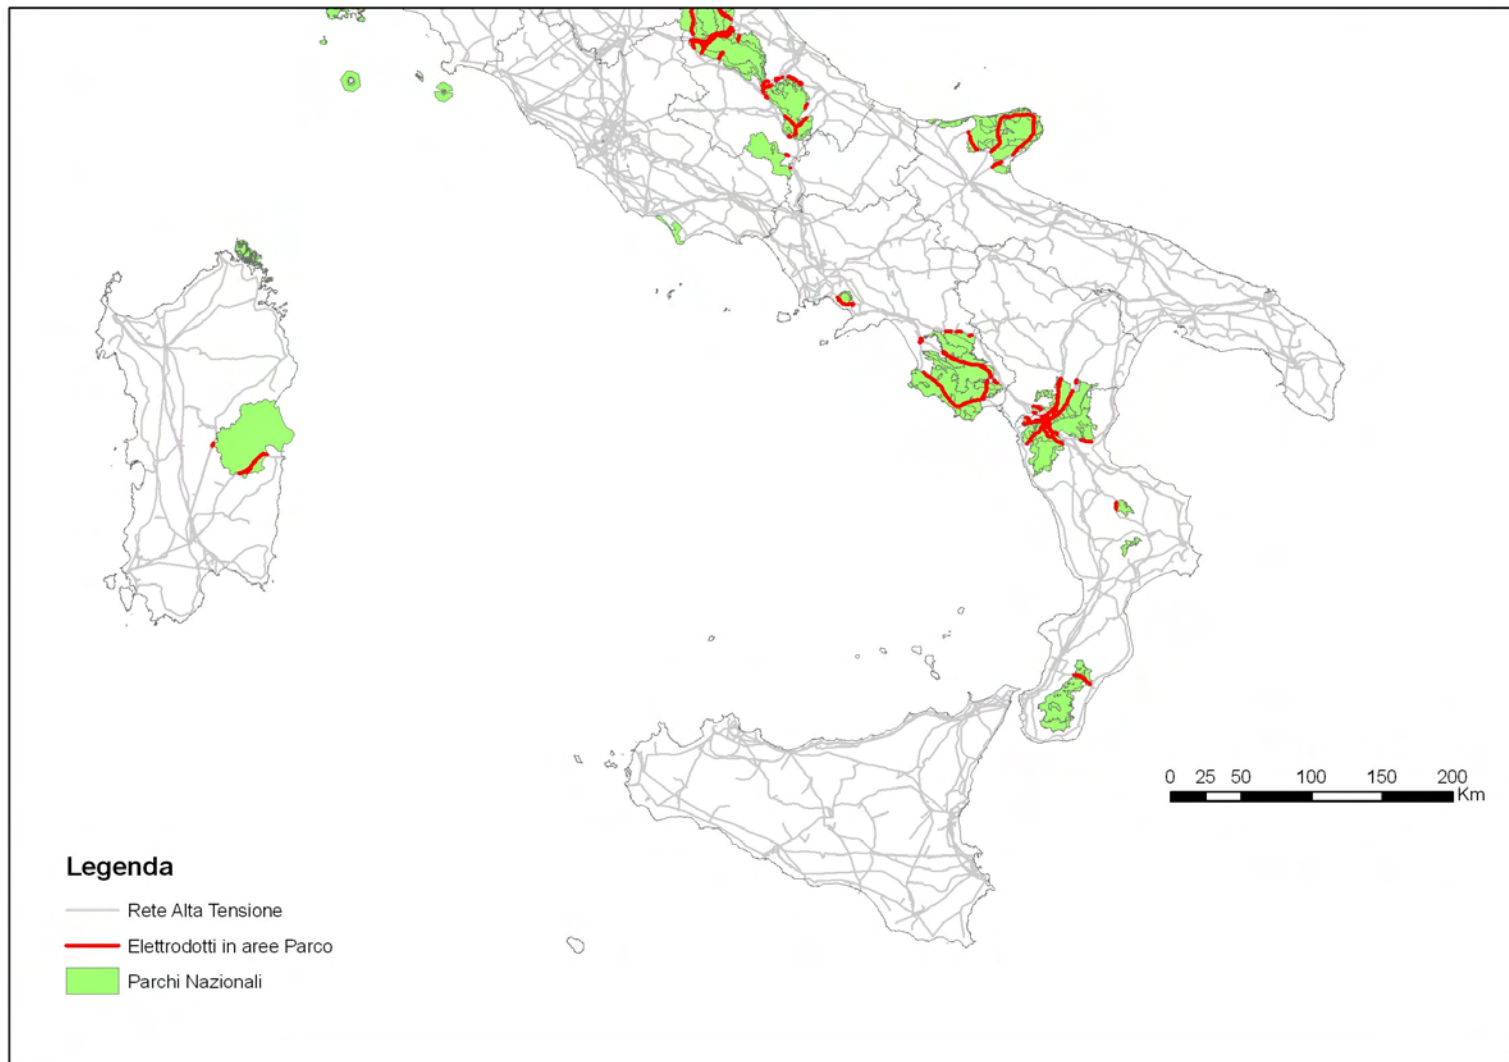 0 25 50 100 150 200
Km
Legenda
Rete Alta Tensione
Elettrodotti in aree Parco
Parchi Nazionali